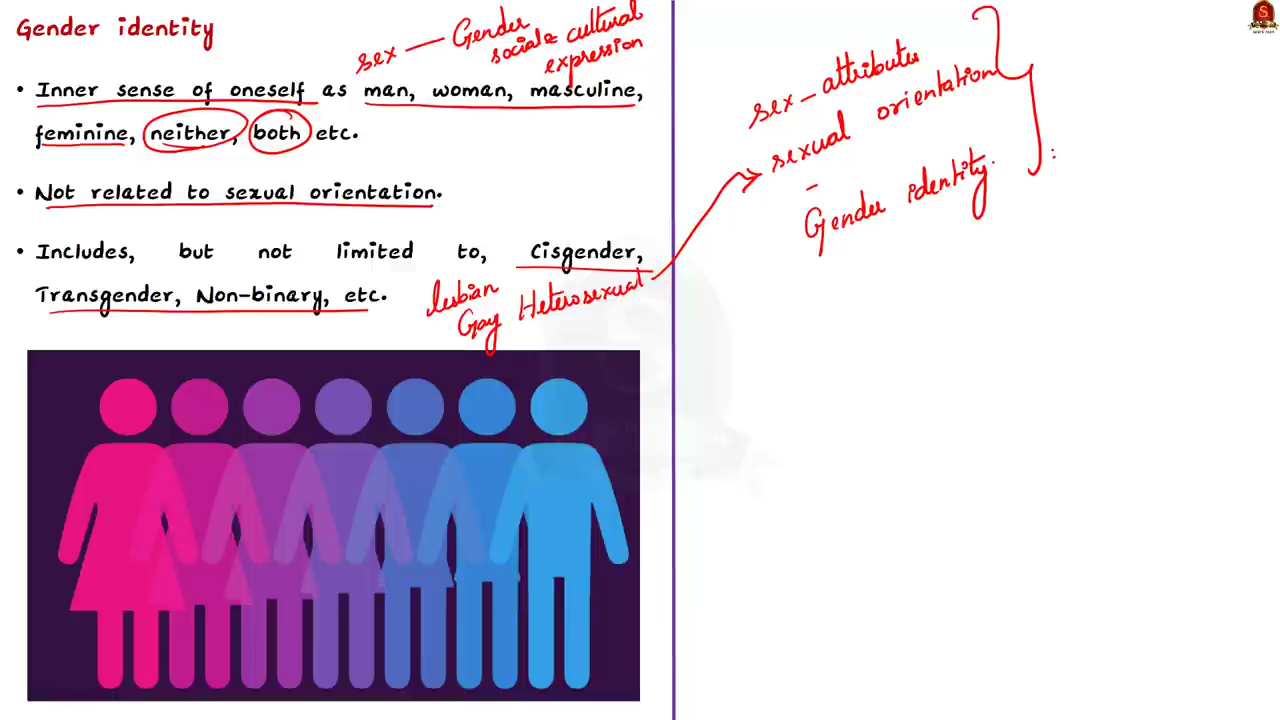 Gender identity
sex — Gender
social & cultural
expression
• Inner sense of oneself as man, woman, masculine,
feminine, neither, both etc.
• Not related to sexual orientation.
• Includes, but not limited to, Cisgender,
Transgender, Non-binary, etc.
lesbian
Gay Heterosexual
sex – attributes
sexual orientation
Gender identity.